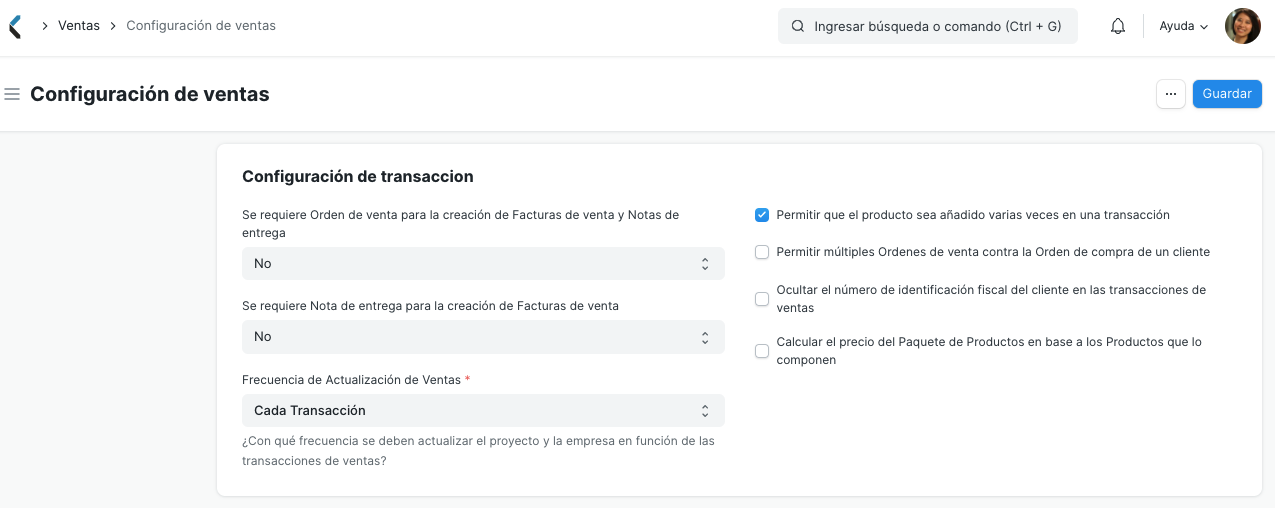 Ventas
Configuración de ventas
Ingresar búsqueda o comando (Ctrl + G)
Ayuda
Configuración de ventas
...
Guardar
Configuración de transaccion
Se requiere Orden de venta para la creación de Facturas de venta y Notas de
entrega
No
Se requiere Nota de entrega para la creación de Facturas de venta
No
Frecuencia de Actualización de Ventas *
Cada Transacción
¿Con qué frecuencia se deben actualizar el proyecto y la empresa en función de las
transacciones de ventas?
Permitir que el producto sea añadido varias veces en una transacción
Permitir múltiples Ordenes de venta contra la Orden de compra de un cliente
Ocultar el número de identificación fiscal del cliente en las transacciones de
ventas
Calcular el precio del Paquete de Productos en base a los Productos que lo
componen